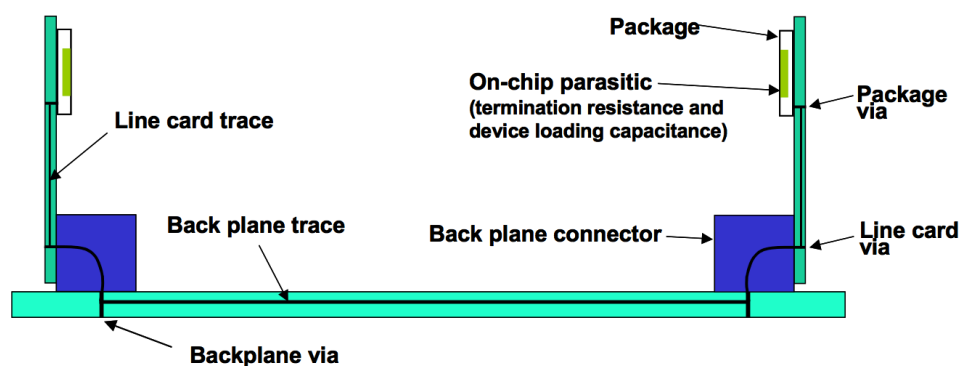 Package
On-chip parasitic
(termination resistance and
device loading capacitance)
Package
via
Line card trace
Back plane trace
Back plane connector
Line card
via
Backplane via